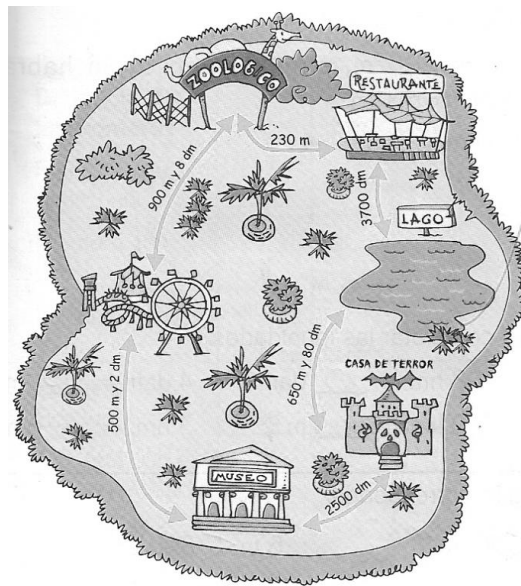 ZOOLOGICO
habrá
RESTAURANTE
230 m
900 m y 8 dm
3700 dm
LAGO
650 m y 80 dm
CASA DE TERROR
500 m y 2 dm
MUSEO
2500 dm